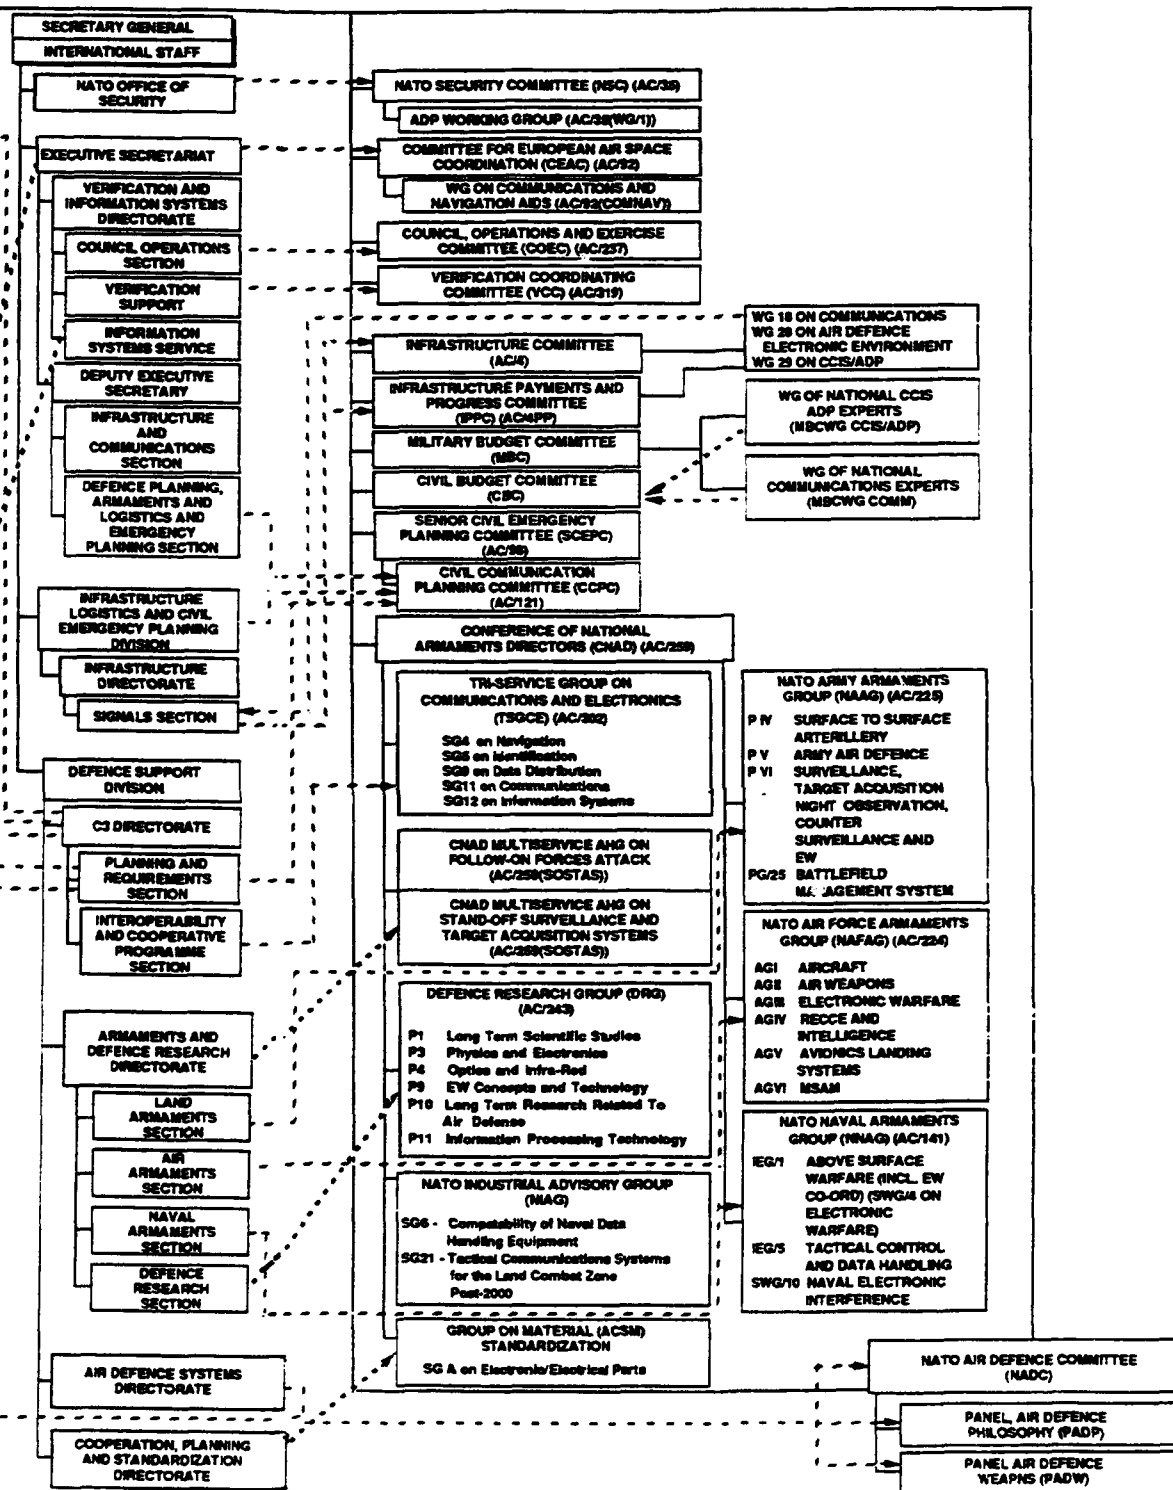 SECRETARY GENERAL
INTERNATIONAL STAFF
NATO OFFICE OF
SECURITY
EXECUTIVE SECRETARIAT
VERIFICATION AND
INFORMATION SYSTEMS
DIRECTORATE
COUNCIL OPERATIONS
SECTION
VERIFICATION
SUPPORT
INFORMATION
SYSTEMS SERVICE
DEPUTY EXECUTIVE
SECRETARY
INFRASTRUCTURE
AND
COMMUNICATIONS
SECTION
DEFENCE PLANNING,
ARMAMENTS AND
LOGISTICS AND
EMERGENCY
PLANNING SECTION
INFRASTRUCTURE
LOGISTICS AND CIVIL
EMERGENCY PLANNING
DIVISION
INFRASTRUCTURE
DIRECTORATE
SIGNALS SECTION
DEFENCE SUPPORT
DIVISION
C3 DIRECTORATE
PLANNING AND
REQUIREMENTS
SECTION
INTEROPERABILITY
AND COOPERATIVE
PROGRAMME
SECTION
ARMAMENTS AND
DEFENCE RESEARCH
DIRECTORATE
LAND
ARMAMENTS
SECTION
AIR
ARMAMENTS
SECTION
NAVAL
ARMAMENTS
SECTION
DEFENCE
RESEARCH
SECTION
AIR DEFENCE SYSTEMS
DIRECTORATE
COOPERATION, PLANNING
AND STANDARDIZATION
DIRECTORATE
NATO SECURITY COMMITTEE (NSC) (AC/35)
ADP WORKING GROUP (AC/35(WG/1))
COMMITTEE FOR EUROPEAN AIR SPACE
COORDINATION (CEAC) (AC/92)
WG ON COMMUNICATIONS AND
NAVIGATION AIDS (AC/92(COMNAV))
COUNCIL, OPERATIONS AND EXERCISE
COMMITTEE (COEC) (AC/237)
VERIFICATION COORDINATING
COMMITTEE (VCC) (AC/319)
INFRASTRUCTURE COMMITTEE
(AC/4)
INFRASTRUCTURE PAYMENTS AND
PROGRESS COMMITTEE
(IPPC) (AC/4PP)
MILITARY BUDGET COMMITTEE
(MBC)
CIVIL BUDGET COMMITTEE
(CBC)
SENIOR CIVIL EMERGENCY
PLANNING COMMITTEE (SCEPC)
(AC/98)
CIVIL COMMUNICATION
PLANNING COMMITTEE (CCPC)
(AC/121)
CONFERENCE OF NATIONAL
ARMAMENTS DIRECTORS (CNAD) (AC/259)
TRI-SERVICE GROUP ON
COMMUNICATIONS AND ELECTRONICS
(TSGCE) (AC/302)
SG4 on Navigation
SG5 on Identification
SG9 on Data Distribution
SG11 on Communications
SG12 on Information Systems
CNAD MULTISERVICE AHG ON
FOLLOW-ON FORCES ATTACK
(AC/259(SOSTAS))
CNAD MULTISERVICE AHG ON
STAND-OFF SURVEILLANCE AND
TARGET ACQUISITION SYSTEMS
(AC/259(SOSTAS))
DEFENCE RESEARCH GROUP (DRG)
(AC/243)
P1 Long Term Scientific Studies
P3 Physics and Electronics
P4 Optics and Infra-Red
P9 EW Concepts and Technology
P10 Long Term Research Related To
Air Defense
P11 Information Processing Technology
NATO INDUSTRIAL ADVISORY GROUP
(NIAG)
SG6 - Compatability of Naval Data
Handling Equipment
SG21 - Tactical Communications Systems
for the Land Combat Zone
Post-2000
GROUP ON MATERIAL (ACSM)
STANDARDIZATION
SG A on Electronic/Electrical Parts
WG 18 ON COMMUNICATIONS
WG 28 ON AIR DEFENCE
ELECTRONIC ENVIRONMENT
WG 29 ON CCIS/ADP
WG OF NATIONAL CCIS
ADP EXPERTS
(MBCWG CCIS/ADP)
WG OF NATIONAL
COMMUNICATIONS EXPERTS
(MBCWG COMM)
NATO ARMY ARMAMENTS
GROUP (NAAG) (AC/225)
P IV SURFACE TO SURFACE
ARTERILLERY
P V ARMY AIR DEFENCE
P VI SURVEILLANCE,
TARGET ACQUISITION
NIGHT OBSERVATION,
COUNTER
SURVEILLANCE AND
EW
PG/25 BATTLEFIELD
MANAGEMENT SYSTEM
NATO AIR FORCE ARMAMENTS
GROUP (NAFAG) (AC/224)
AGI AIRCRAFT
AGII AIR WEAPONS
AGIII ELECTRONIC WARFARE
AGIV RECCE AND
INTELLIGENCE
AGV AVIONICS LANDING
SYSTEMS
AGVI MSAM
NATO NAVAL ARMAMENTS
GROUP (NNAG) (AC/141)
IEG/1 ABOVE SURFACE
WARFARE (INCL. EW
CO-ORD) (SWG/4 ON
ELECTRONIC
WARFARE)
IEG/5 TACTICAL CONTROL
AND DATA HANDLING
SWG/10 NAVAL ELECTRONIC
INTERFERENCE
NATO AIR DEFENCE COMMITTEE
(NADC)
PANEL, AIR DEFENCE
PHILOSOPHY (PADP)
PANEL AIR DEFENCE
WEAPNS (PADW)